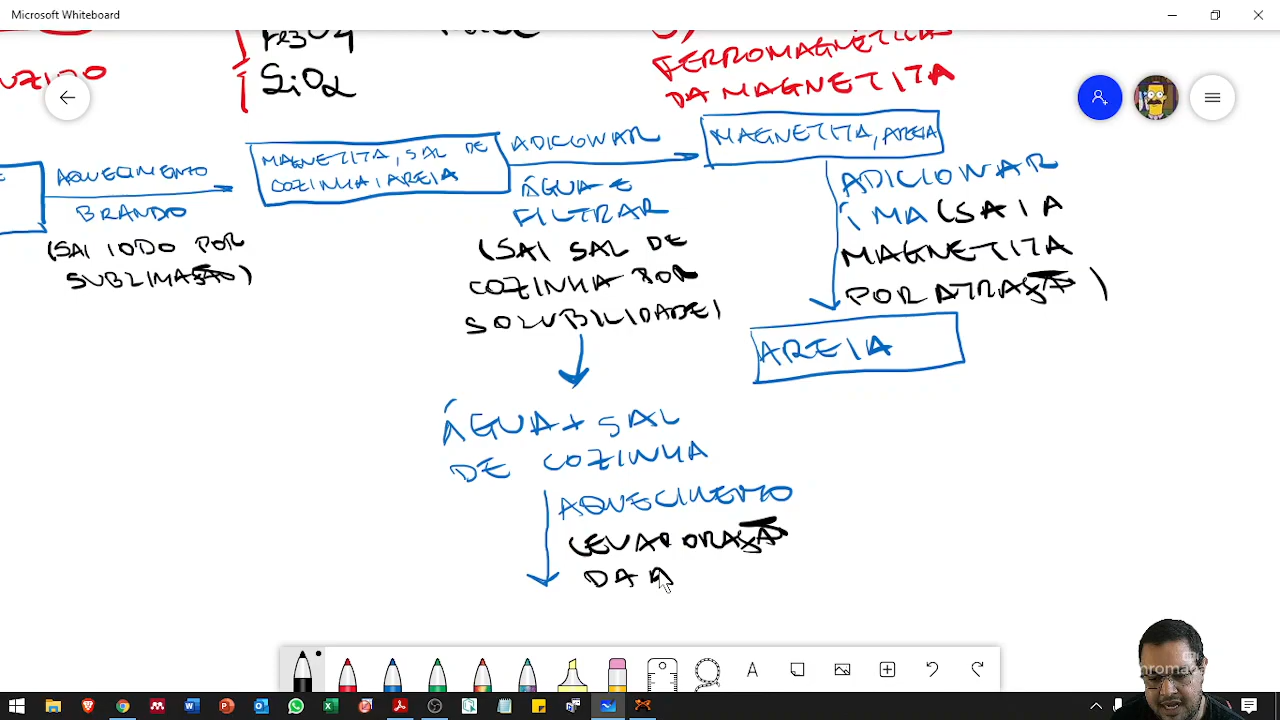 Microsoft Whiteboard
Fe3O4
SiO2
FERROMAGNÉTICAS
DA MAGNETITA
AQUECIMENTO
BRANDO
(SAI IODO POR
SUBLIMAÇÃO)
MAGNETITA, SAL DE
COZINHA, AREIA
ADICIONAR
ÁGUA E
FILTRAR
(SAI SAL DE
COZINHA POR
SOLUBILIDADE)
MAGNETITA, AREIA
ADICIONAR
ÍMA (SAI A
MAGNETITA
POR ATRAÇÃO)
AREIA
ÁGUA + SAL
DE COZINHA
AQUECIMENTO
(EVAPORAÇÃO
DA A